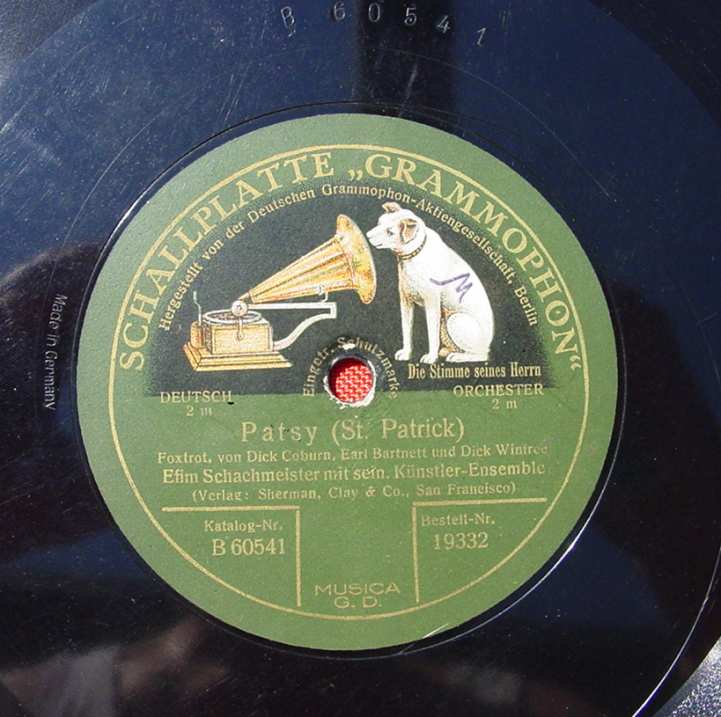 B 60541
SCHALLPLATTE „GRAMMOPHON“
Hergestellt von der Deutschen Grammophon-Aktiengesellschaft, Berlin
M
Made in Germany
Eingetr. Schutzmarke
Die Stimme seines Herrn
DEUTSCH
2 m
ORCHESTER
2 m
Patsy (St. Patrick)
Foxtrot, von Dick Coburn, Earl Bartnett und Dick Winfree
Efim Schachmeister mit sein. Künstler-Ensemble
(Verlag: Sherman, Clay & Co., San Francisco)
Katalog-Nr.
B 60541
Bestell-Nr.
19332
MUSICA
G. D.